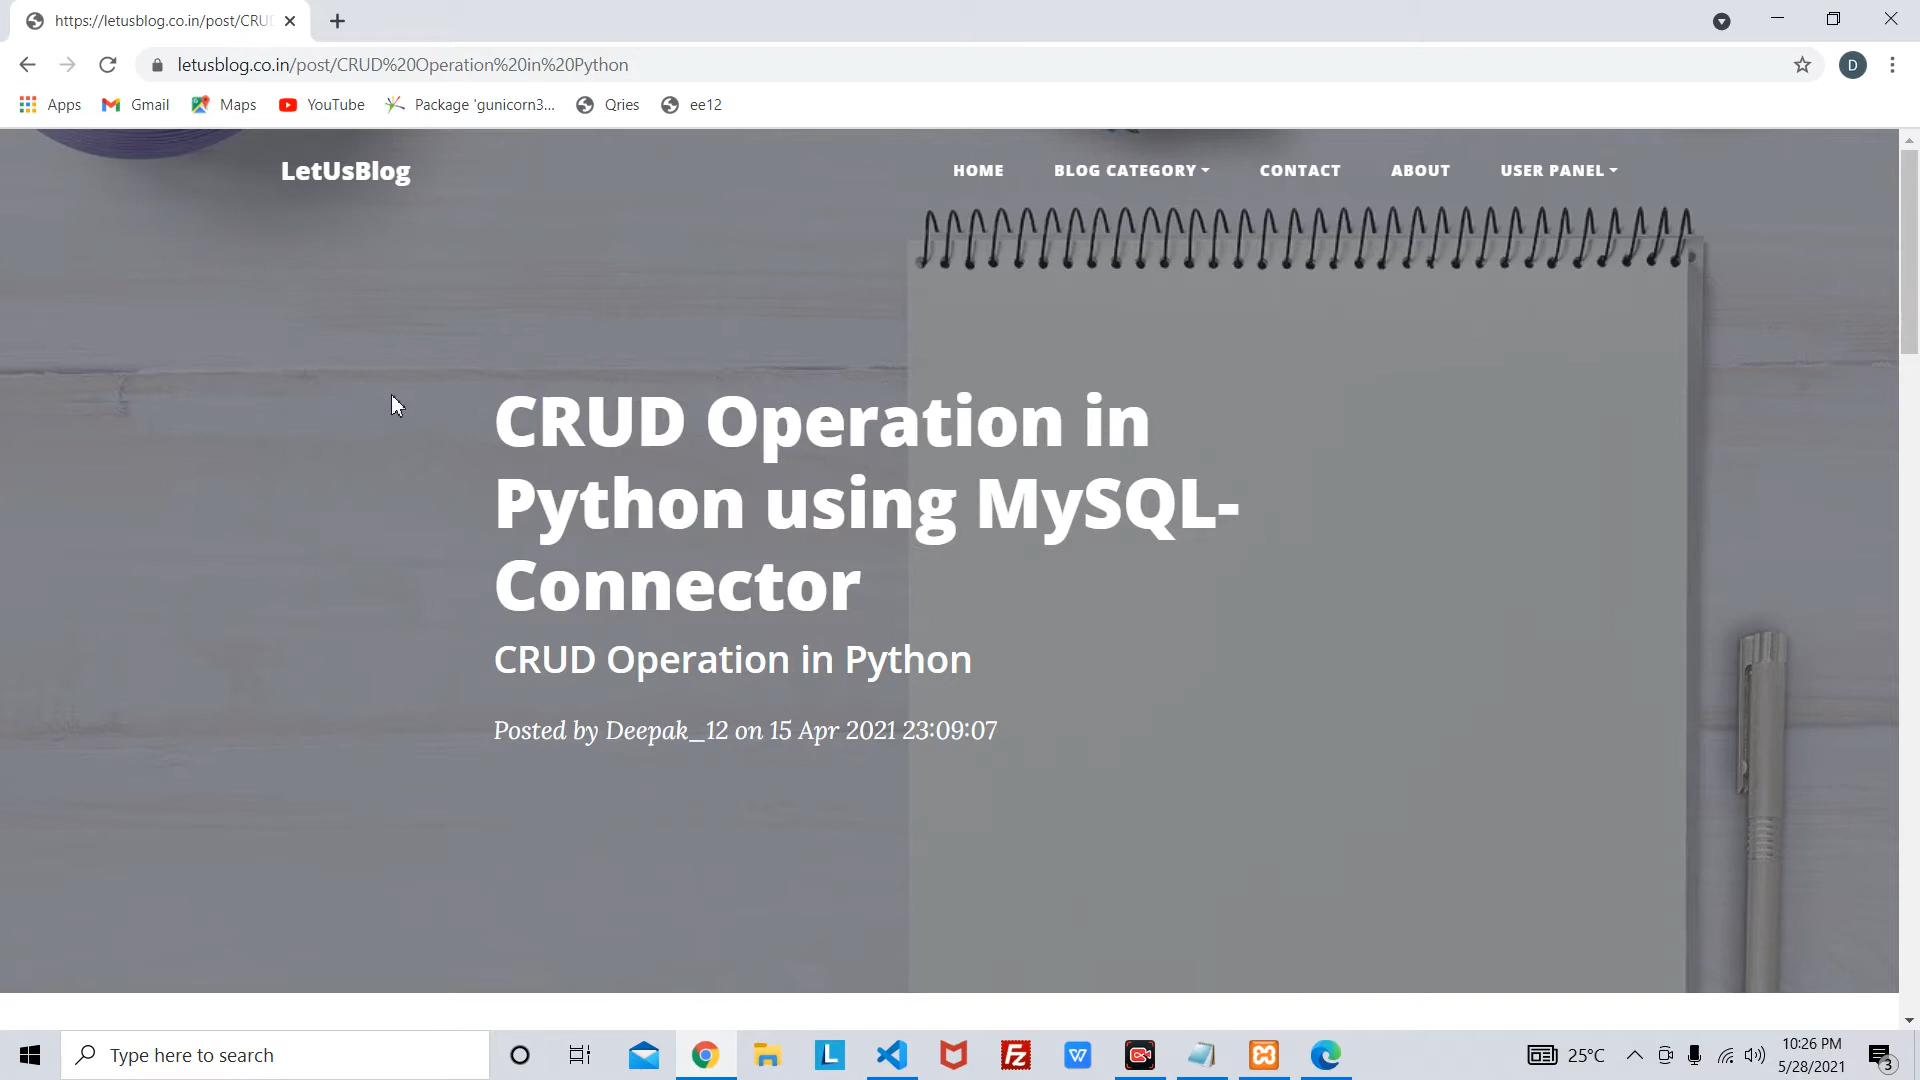 https://letusblog.co.in/post/CRU
letusblog.co.in/post/CRUD%20Operation%20in%20Python
D
Apps
Gmail
Maps
YouTube
Package 'gunicorn3...
Qries
ee12
LetUsBlog
HOME
BLOG CATEGORY
CONTACT
ABOUT
USER PANEL
CRUD Operation in
Python using MySQL-
Connector
CRUD Operation in Python
Posted by Deepak_12 on 15 Apr 2021 23:09:07
Type here to search
L
Fz
W
25°C
10:26 PM
5/28/2021
3